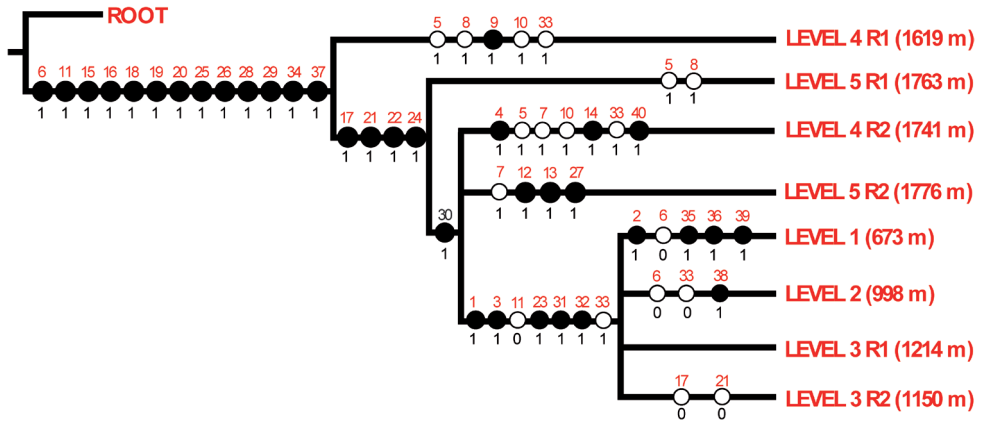 ROOT
5 8 9 10 33
1 1 1 1 1
LEVEL 4 R1 (1619 m)
6 11 15 16 18 19 20 25 26 28 29 34 37
1 1 1 1 1 1 1 1 1 1 1 1 1
5 8
1 1
LEVEL 5 R1 (1763 m)
17 21 22 24
1 1 1 1
4 5 7 10 14 33 40
1 1 1 1 1 1 1
LEVEL 4 R2 (1741 m)
7 12 13 27
1 1 1 1
LEVEL 5 R2 (1776 m)
30
1
2 6 35 36 39
1 0 1 1 1
LEVEL 1 (673 m)
6 33 38
0 0 1
LEVEL 2 (998 m)
1 3 11 23 31 32 33
1 1 0 1 1 1 1
LEVEL 3 R1 (1214 m)
17 21
0 0
LEVEL 3 R2 (1150 m)